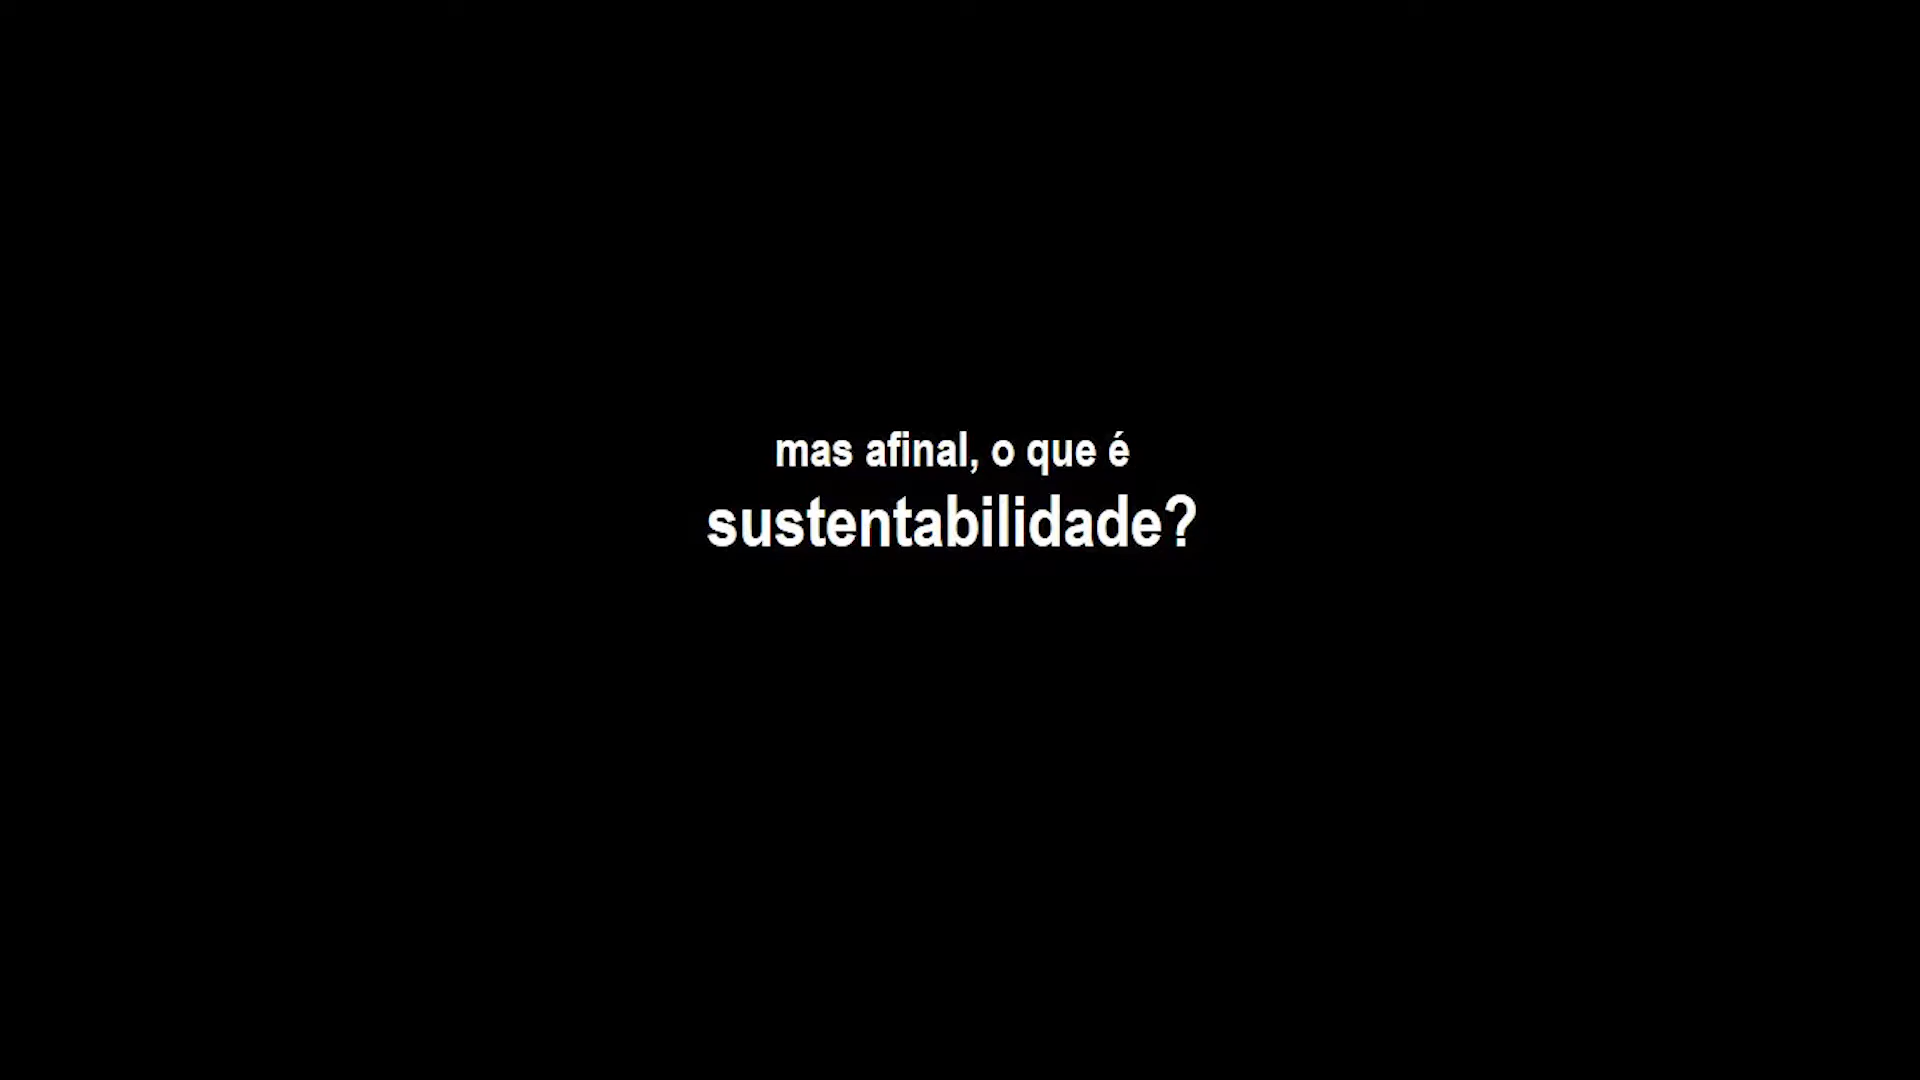 mas afinal, o que é
sustentabilidade?